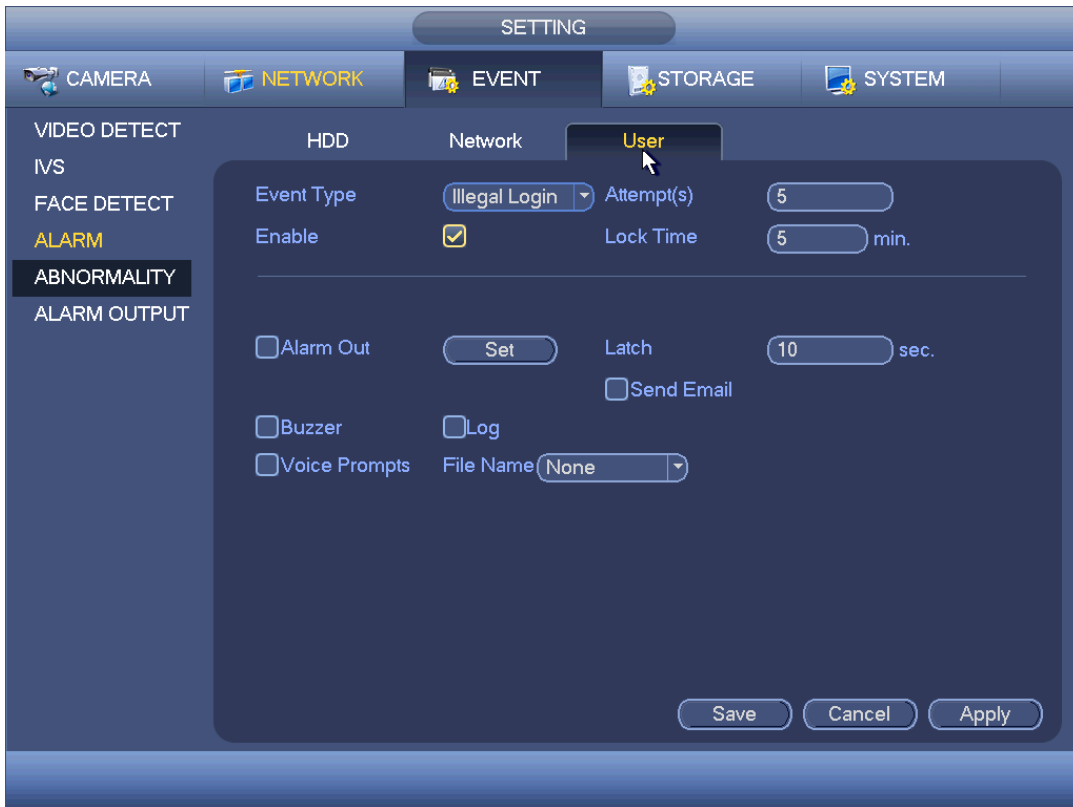 SETTING
CAMERA NETWORK EVENT STORAGE SYSTEM
VIDEO DETECT
IVS
FACE DETECT
ALARM
ABNORMALITY
ALARM OUTPUT
HDD Network User
Event Type Illegal Login Attempt(s) 5
Enable Lock Time 5 min.
Alarm Out Set Latch 10 sec.
Send Email
Buzzer Log
Voice Prompts File Name None
Save Cancel Apply